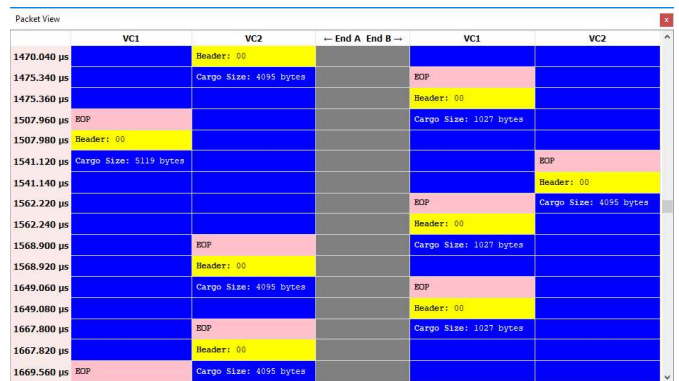 Packet View x
VC1 VC2 ← End A End B → VC1 VC2
1470.040 μs Header: 00
1475.340 μs Cargo Size: 4095 bytes EOP
1475.360 μs Header: 00
1507.960 μs EOP Cargo Size: 1027 bytes
1507.980 μs Header: 00
1541.120 μs Cargo Size: 5119 bytes EOP
1541.140 μs Header: 00
1562.220 μs EOP Cargo Size: 4095 bytes
1562.240 μs Header: 00
1568.900 μs EOP Cargo Size: 1027 bytes
1568.920 μs Header: 00
1649.060 μs Cargo Size: 4095 bytes EOP
1649.080 μs Header: 00
1667.800 μs EOP Cargo Size: 1027 bytes
1667.820 μs Header: 00
1669.560 μs EOP Cargo Size: 4095 bytes